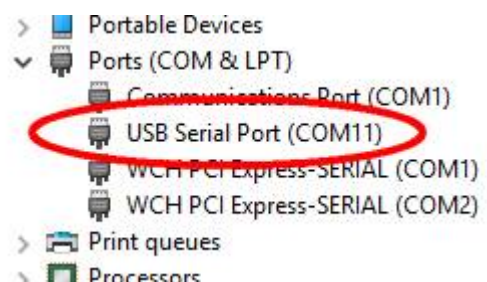 Portable Devices
Ports (COM & LPT)
Communications Port (COM1)
USB Serial Port (COM11)
WCH PCI Express-SERIAL (COM1)
WCH PCI Express-SERIAL (COM2)
Print queues
Processors